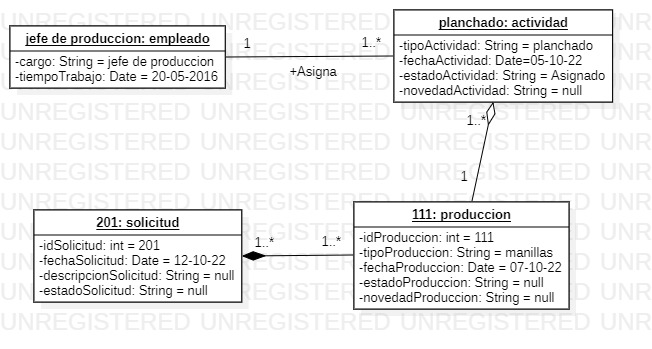 jefe de produccion: empleado
-cargo: String = jefe de produccion
-tiempoTrabajo: Date = 20-05-2016
1
1..*
+Asigna
planchado: actividad
-tipoActividad: String = planchado
-fechaActividad: Date=05-10-22
-estadoActividad: String = Asignado
-novedadActividad: String = null
1..*
1
201: solicitud
-idSolicitud: int = 201
-fechaSolicitud: Date = 12-10-22
-descripcionSolicitud: String = null
-estadoSolicitud: String = null
1..*
1..*
111: produccion
-idProduccion: int = 111
-tipoProduccion: String = manillas
-fechaProduccion: Date = 07-10-22
-estadoProduccion: String = null
-novedadProduccion: String = null
UNREGISTERED UNREGISTERED UNREGISTERED UNR